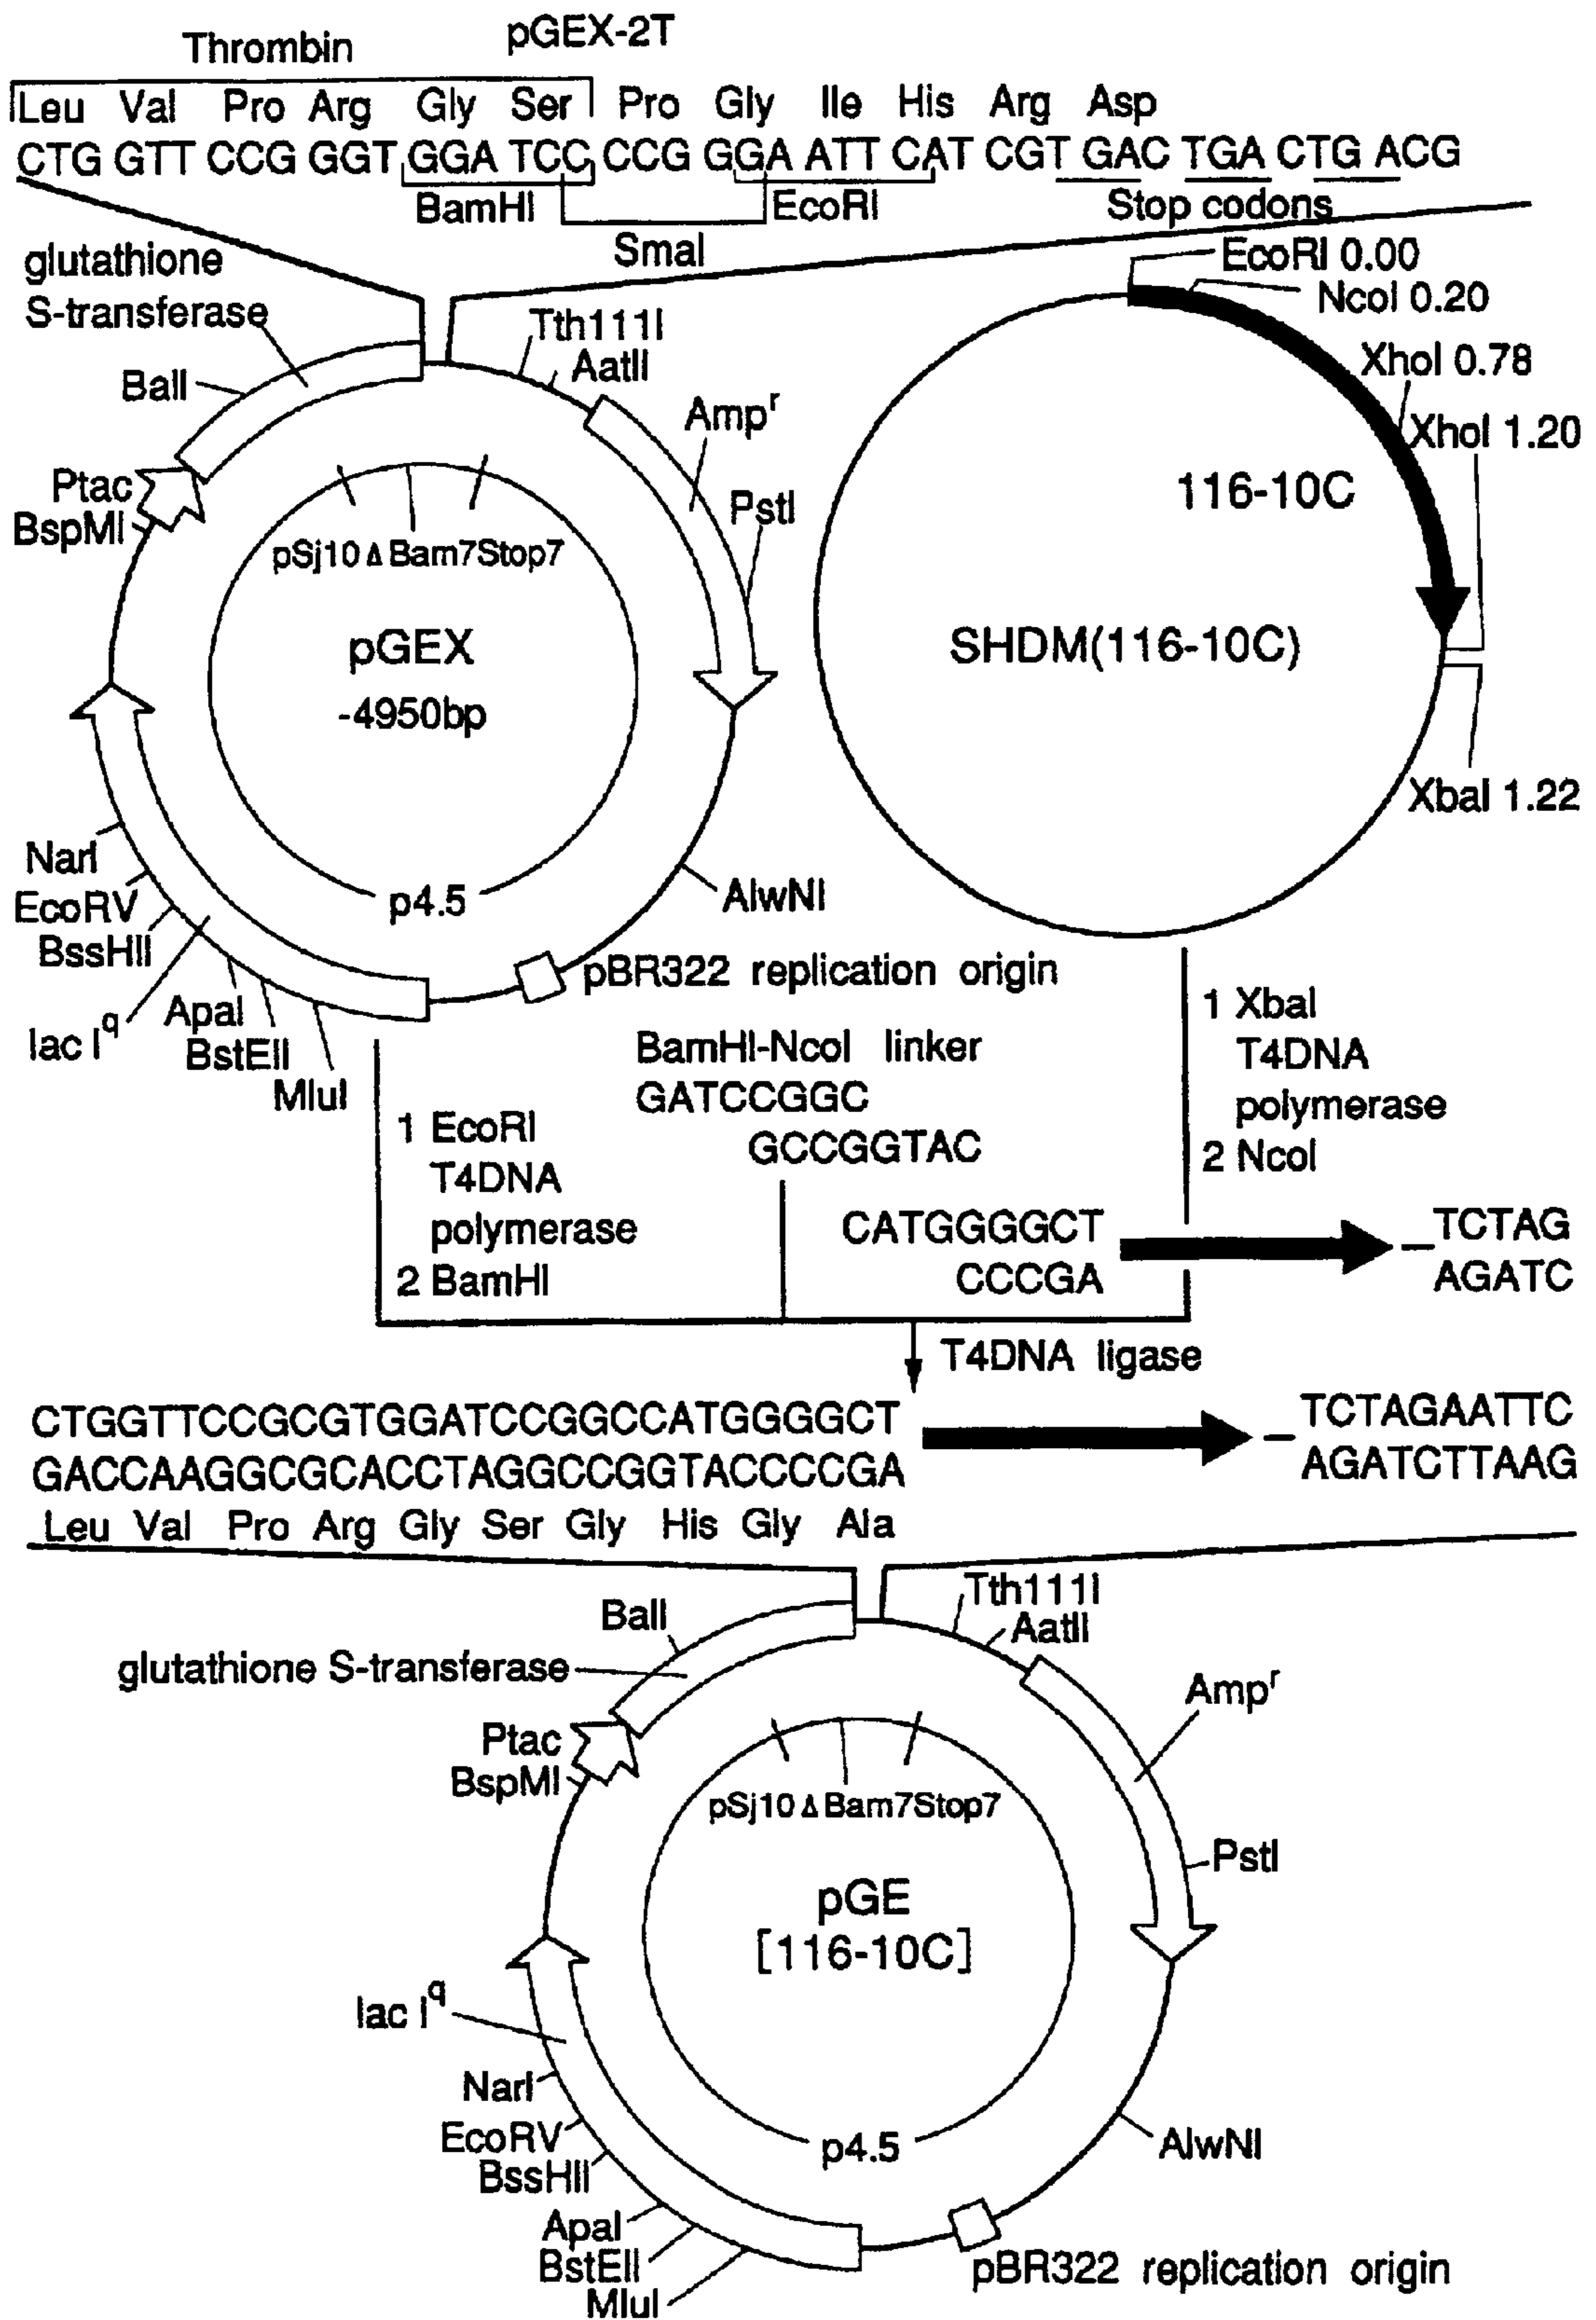 pGEX-2T
Thrombin
Leu Val Pro Arg Gly Ser Pro Gly Ile His Arg Asp
CTG GTT CCG GGT GGA TCC CCG GGA ATT CAT CGT GAC TGA CTG ACG
BamHI
EcoRI
Stop codons
SmaI
glutathione
S-transferase
BalI
Ptac
BspMI
Tth111I
AatII
Ampʳ
PstI
pSj10ΔBam7Stop7
pGEX
-4950bp
p4.5
NarI
EcoRV
BssHII
lac Iq
ApaI
BstEII
MluI
AlwNI
pBR322 replication origin
EcoRI 0.00
NcoI 0.20
XhoI 0.78
XhoI 1.20
116-10C
SHDM(116-10C)
XbaI 1.22
1 EcoRI
T4DNA
polymerase
2 BamHI
BamHI-NcoI linker
GATCCGGC
GCCGGTAC
1 XbaI
T4DNA
polymerase
2 NcoI
CATGGGGCT
CCCGA
TCTAG
AGATC
T4DNA ligase
CTGGTTCCGCGTGGATCCGGCCATGGGGCT
TCTAGAATTC
GACCAAGGCGCACCTAGGCCGGTACCCCGA
AGATCTTAAG
Leu Val Pro Arg Gly Ser Gly His Gly Ala
BalI
glutathione S-transferase
Ptac
BspMI
Tth111I
AatII
Ampʳ
PstI
pSj10ΔBam7Stop7
pGE
[116-10C]
p4.5
lac Iq
NarI
EcoRV
BssHII
ApaI
BstEII
MluI
AlwNI
pBR322 replication origin